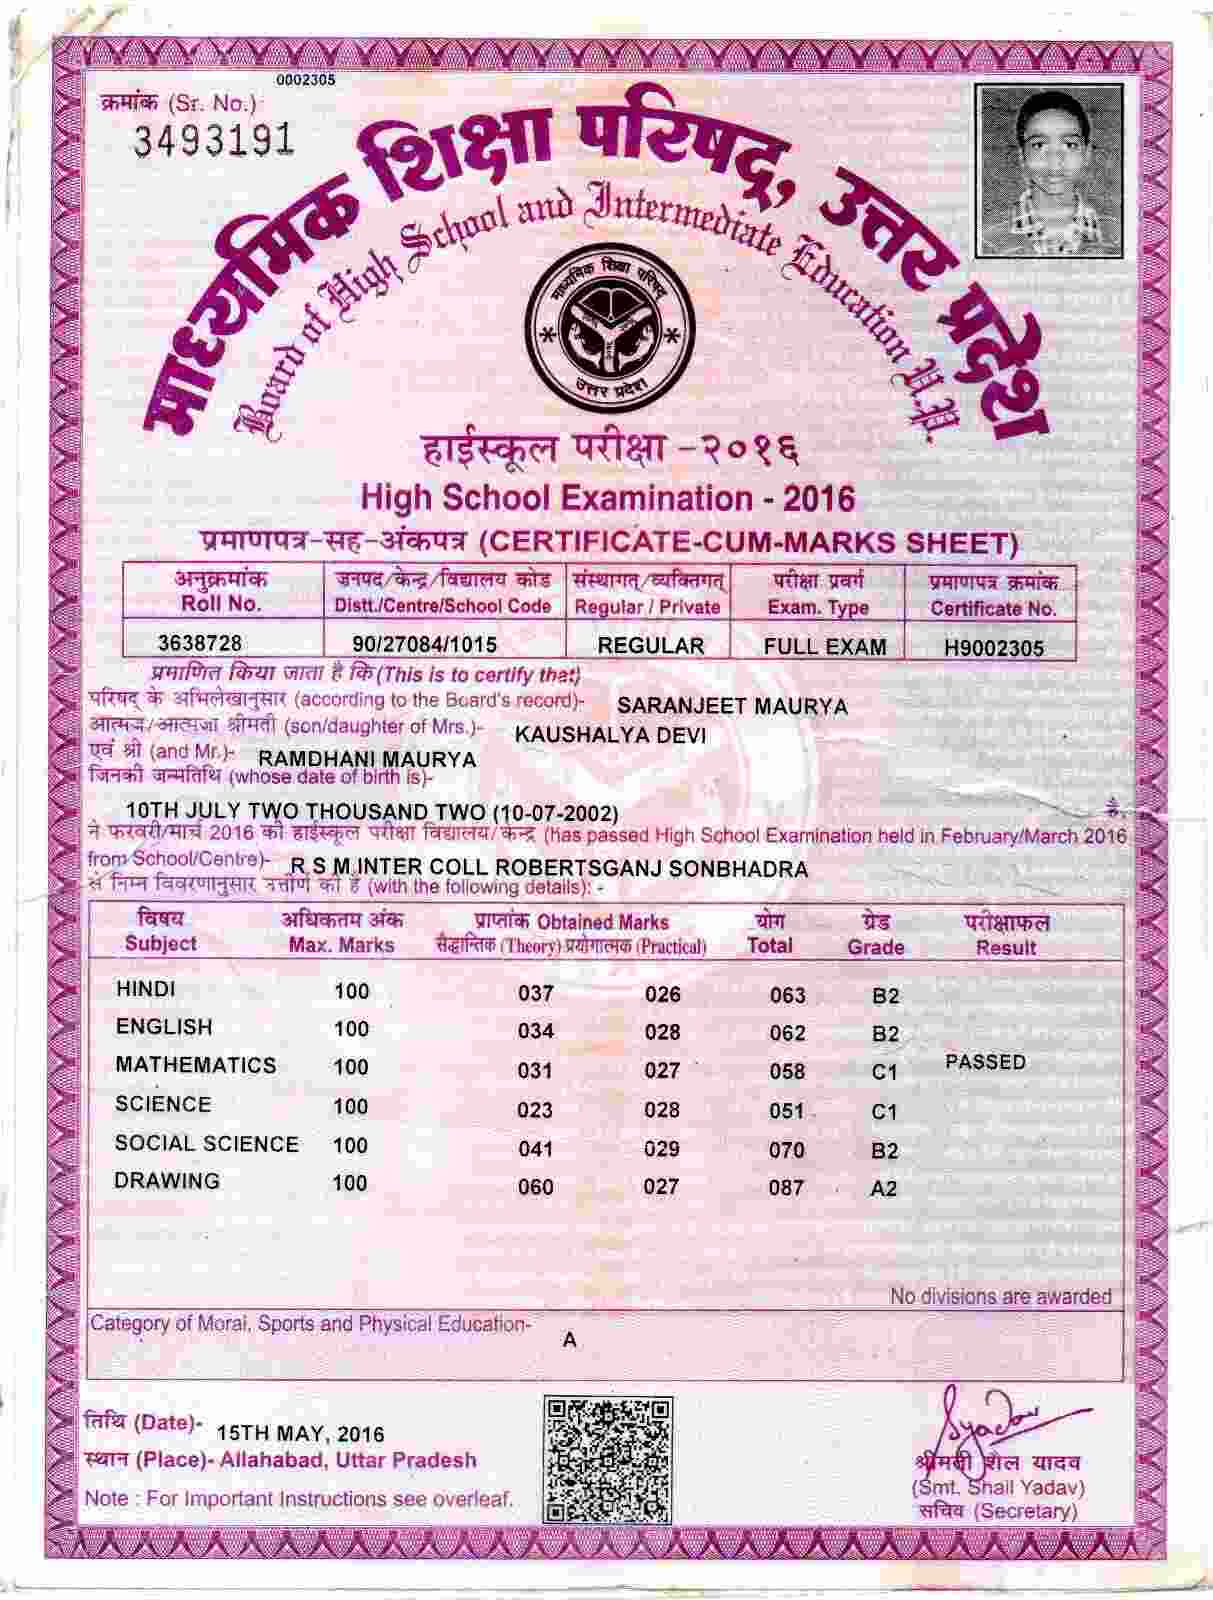 0002305
क्रमांक (Sr. No.)
3493191
माध्यमिक शिक्षा परिषद्, उत्तर प्रदेश
Board of High School and Intermediate Education U.P.
माध्यमिक शिक्षा परिषद्
उत्तर प्रदेश
हाईस्कूल परीक्षा -२०१६
High School Examination - 2016
प्रमाणपत्र-सह-अंकपत्र (CERTIFICATE-CUM-MARKS SHEET)
अनुक्रमांक जनपद/केन्द्र/विद्यालय कोड संस्थागत्/व्यक्तिगत् परीक्षा प्रवर्ग प्रमाणपत्र क्रमांक
Roll No. Distt./Centre/School Code Regular / Private Exam. Type Certificate No.
3638728 90/27084/1015 REGULAR FULL EXAM H9002305
प्रमाणित किया जाता है कि (This is to certify that)
परिषद् के अभिलेखानुसार (according to the Board's record)- SARANJEET MAURYA
आत्मज/आत्मजा श्रीमती (son/daughter of Mrs.)- KAUSHALYA DEVI
एवं श्री (and Mr.)- RAMDHANI MAURYA
जिनकी जन्मतिथि (whose date of birth is)-
10TH JULY TWO THOUSAND TWO (10-07-2002) है,
ने फरवरी/मार्च 2016 की हाईस्कूल परीक्षा विद्यालय/केन्द्र (has passed High School Examination held in February/March 2016
from School/Centre)- R S M INTER COLL ROBERTSGANJ SONBHADRA
से निम्न विवरणानुसार उत्तीर्ण की है (with the following details): -
विषय अधिकतम अंक प्राप्तांक Obtained Marks योग ग्रेड परीक्षाफल
Subject Max. Marks सैद्धान्तिक (Theory) प्रयोगात्मक (Practical) Total Grade Result
HINDI 100 037 026 063 B2
ENGLISH 100 034 028 062 B2
MATHEMATICS 100 031 027 058 C1 PASSED
SCIENCE 100 023 028 051 C1
SOCIAL SCIENCE 100 041 029 070 B2
DRAWING 100 060 027 087 A2
No divisions are awarded
Category of Moral, Sports and Physical Education-
A
तिथि (Date)- 15TH MAY, 2016
स्थान (Place)- Allahabad, Uttar Pradesh
Note : For Important Instructions see overleaf.
Syadav
श्रीमती शैल यादव
(Smt. Shail Yadav)
सचिव (Secretary)